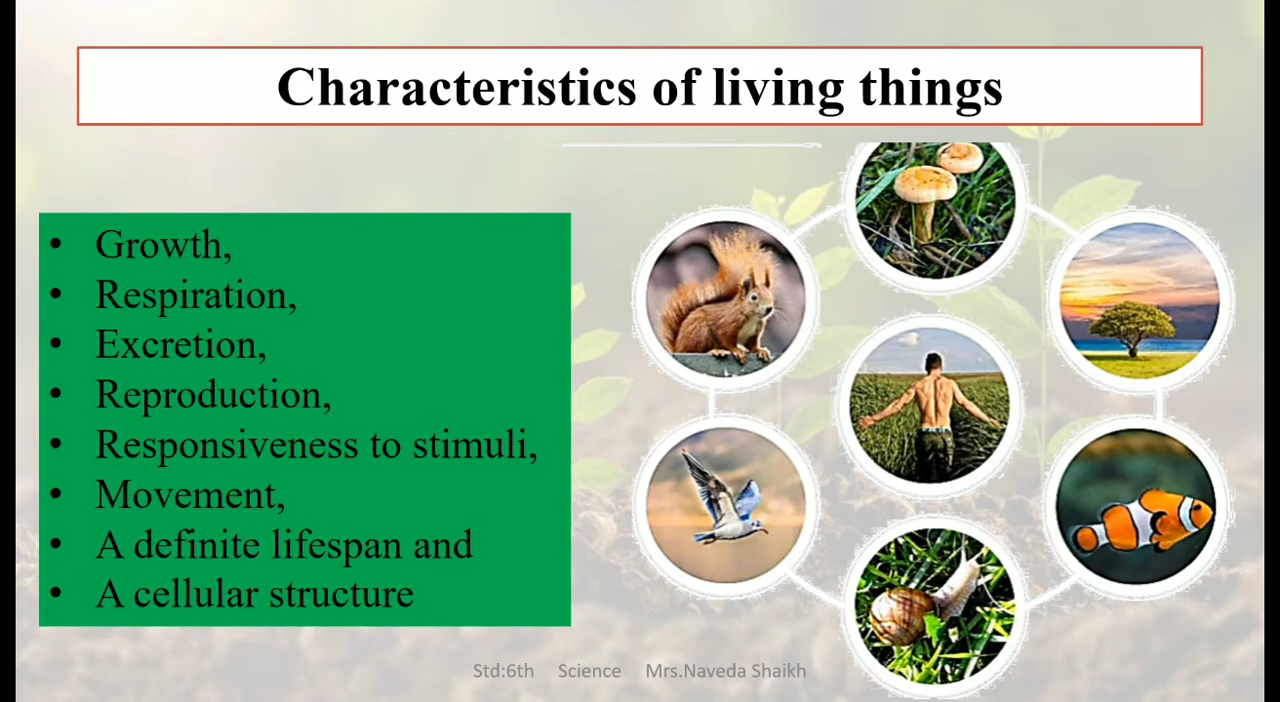 Characteristics of living things
• Growth,
• Respiration,
• Excretion,
• Reproduction,
• Responsiveness to stimuli,
• Movement,
• A definite lifespan and
• A cellular structure
Std:6th Science Mrs.Naveda Shaikh